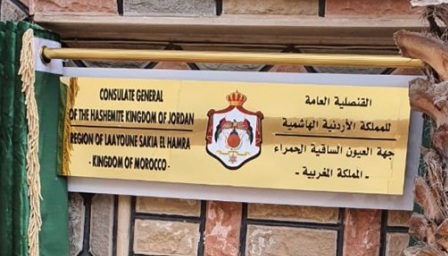 CONSULATE GENERAL
OF THE HASHEMITE KINGDOM OF JORDAN
REGION OF LAAYOUNE SAKIA EL HAMRA
- KINGDOM OF MOROCCO -
القنصلية العامة
للمملكة الأردنية الهاشمية
جهة العيون الساقية الحمراء
- المملكة المغربية -